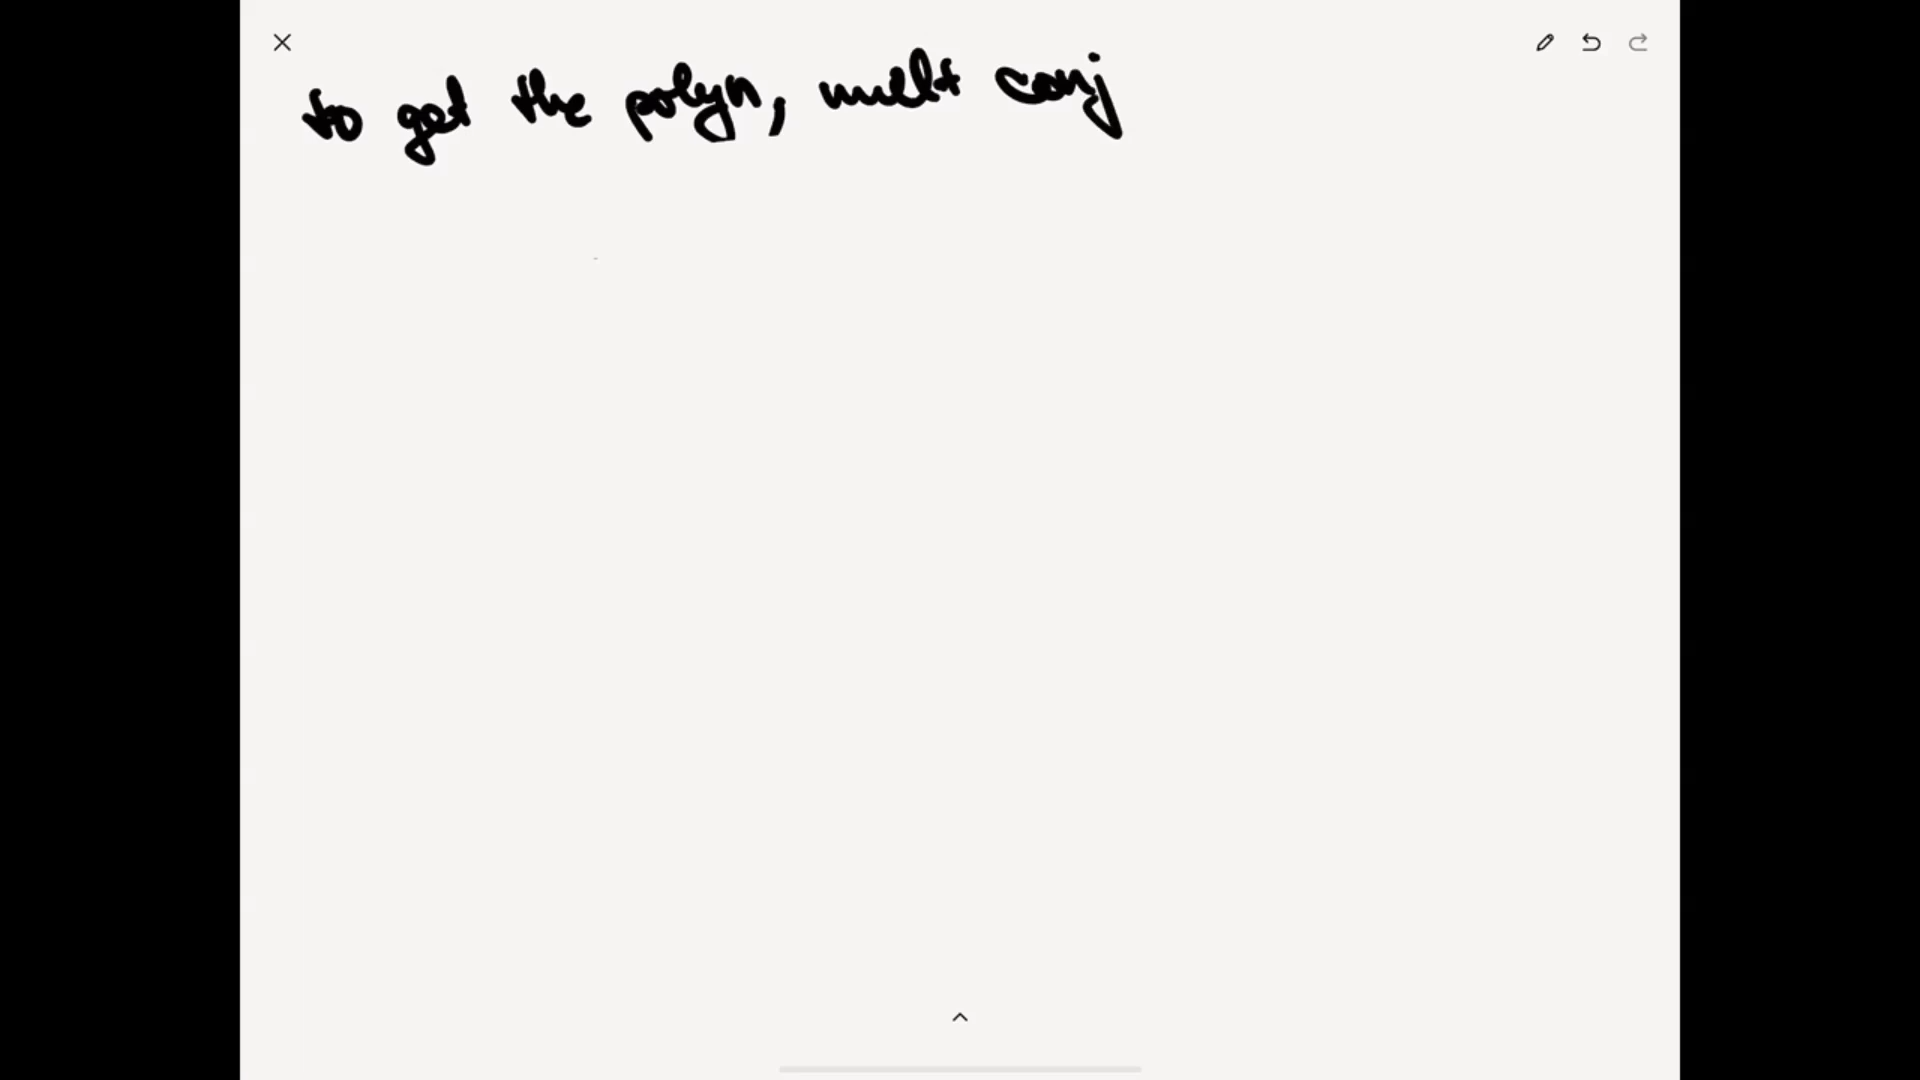 to get the polyn, mult conj